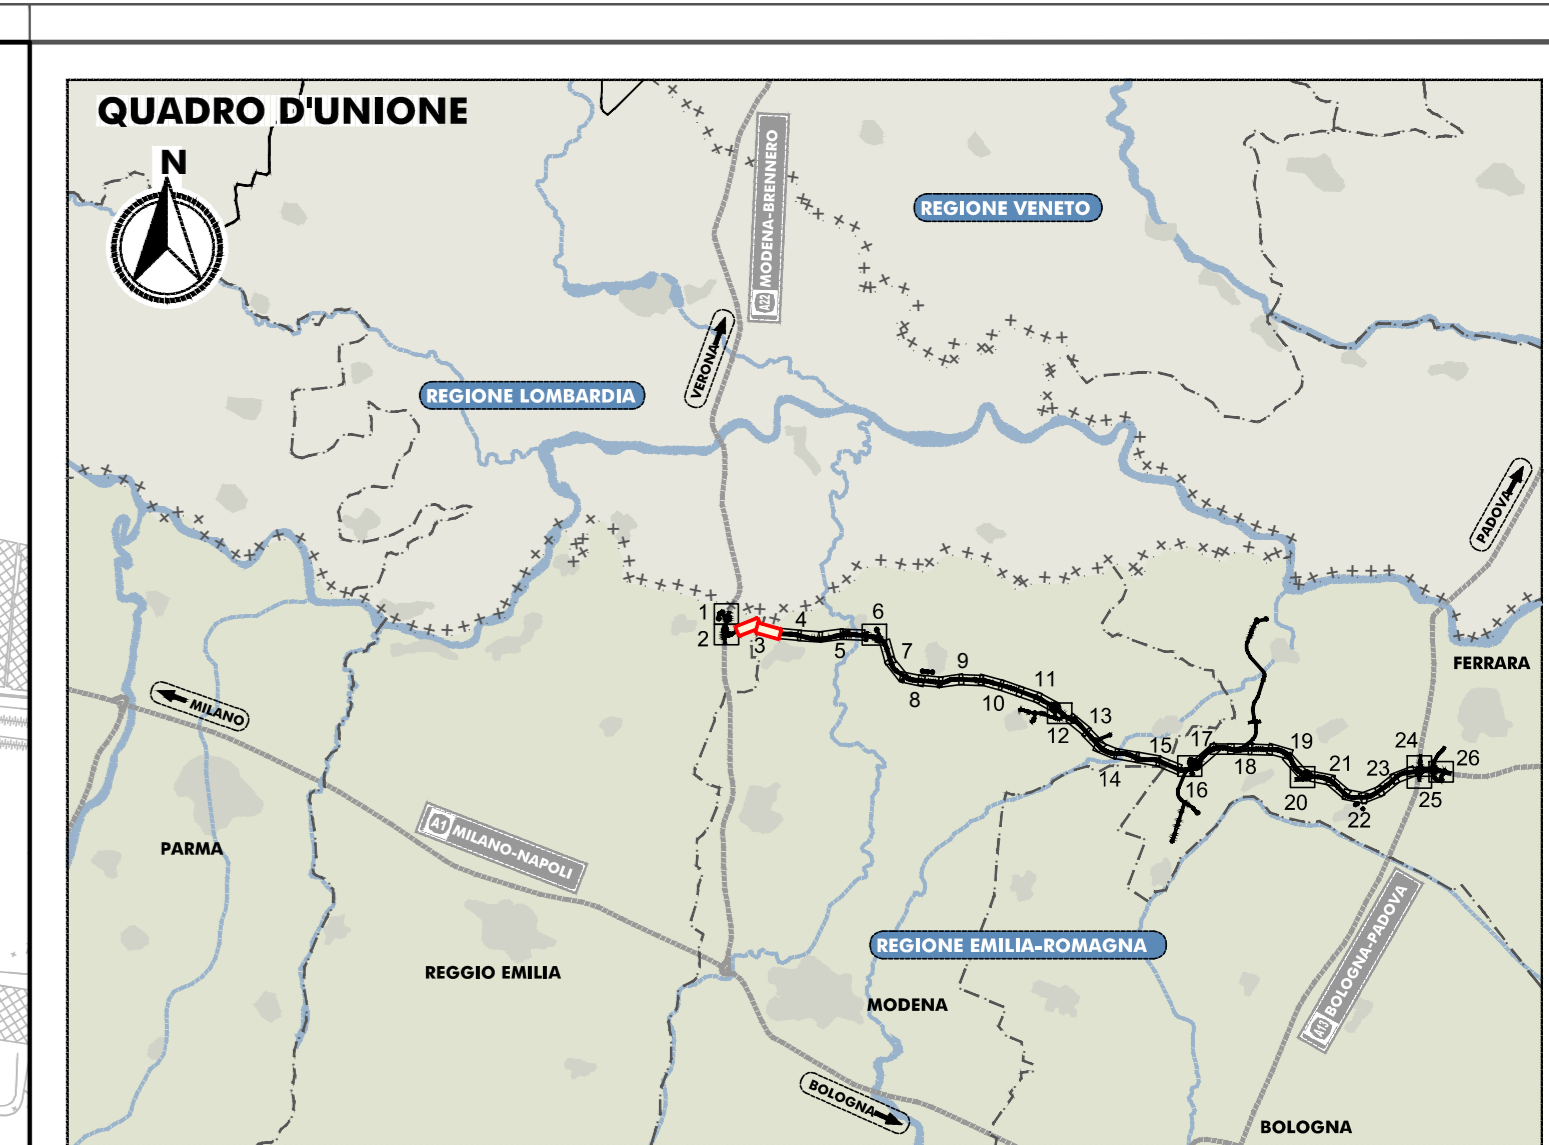 QUADRO D'UNIONE
N
A22 MODENA-BRENNERO
REGIONE VENETO
VERONA
REGIONE LOMBARDIA
PADOVA
1
2
3
4
5
6
7
8
9
10
11
12
13
14
15
16
17
18
19
20
21
22
23
24
25
26
FERRARA
MILANO
A1 MILANO-NAPOLI
PARMA
REGIONE EMILIA-ROMAGNA
A13 BOLOGNA-PADOVA
REGGIO EMILIA
MODENA
BOLOGNA
BOLOGNA